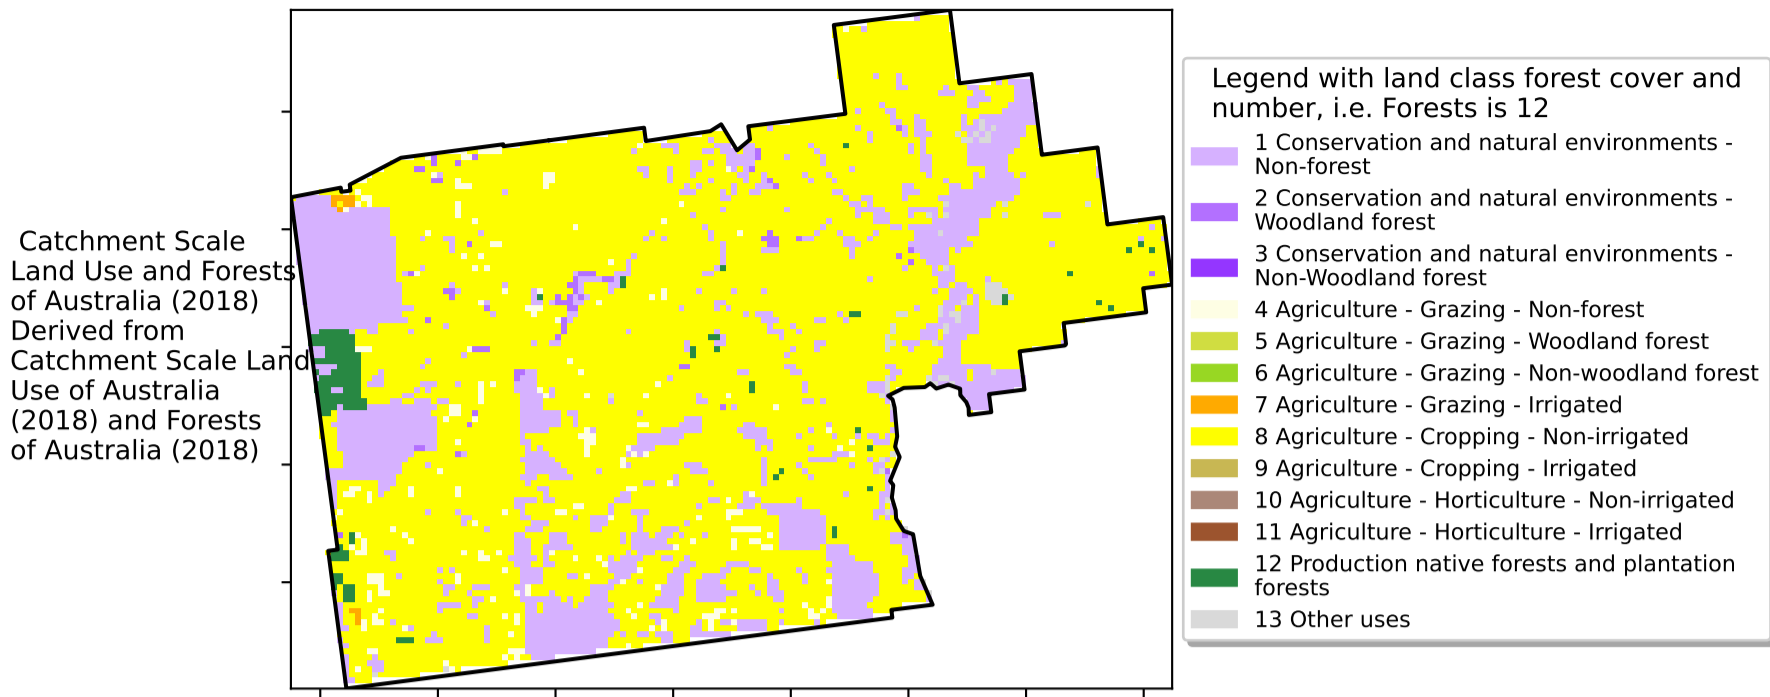 Catchment Scale
Land Use and Forests
of Australia (2018)
Derived from
Catchment Scale Land
Use of Australia
(2018) and Forests
of Australia (2018)
Legend with land class forest cover and
number, i.e. Forests is 12
1 Conservation and natural environments -
Non-forest
2 Conservation and natural environments -
Woodland forest
3 Conservation and natural environments -
Non-Woodland forest
4 Agriculture - Grazing - Non-forest
5 Agriculture - Grazing - Woodland forest
6 Agriculture - Grazing - Non-woodland forest
7 Agriculture - Grazing - Irrigated
8 Agriculture - Cropping - Non-irrigated
9 Agriculture - Cropping - Irrigated
10 Agriculture - Horticulture - Non-irrigated
11 Agriculture - Horticulture - Irrigated
12 Production native forests and plantation
forests
13 Other uses